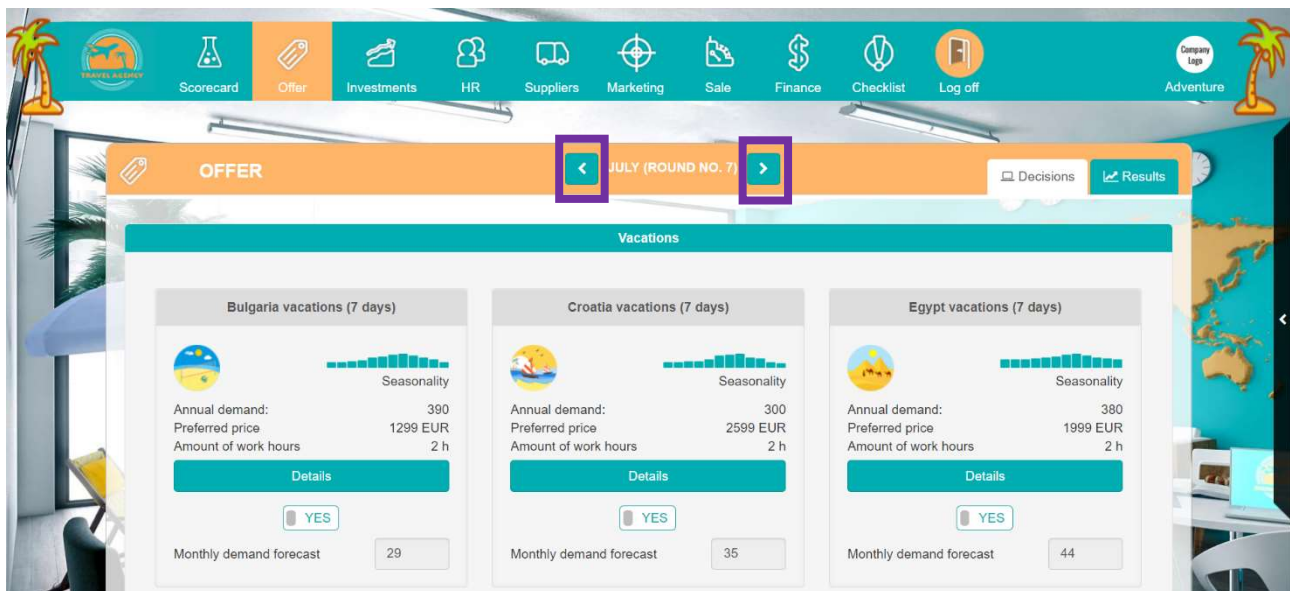 TRAVEL AGENCY
Scorecard
Offer
Investments
HR
Suppliers
Marketing
Sale
Finance
Checklist
Log off
Company
Logo
Adventure
OFFER
JULY (ROUND NO. 7)
Decisions
Results
Vacations
Bulgaria vacations (7 days)
Seasonality
Annual demand: 390
Preferred price 1299 EUR
Amount of work hours 2 h
Details
YES
Monthly demand forecast 29
Croatia vacations (7 days)
Seasonality
Annual demand: 300
Preferred price 2599 EUR
Amount of work hours 2 h
Details
YES
Monthly demand forecast 35
Egypt vacations (7 days)
Seasonality
Annual demand: 380
Preferred price 1999 EUR
Amount of work hours 2 h
Details
YES
Monthly demand forecast 44